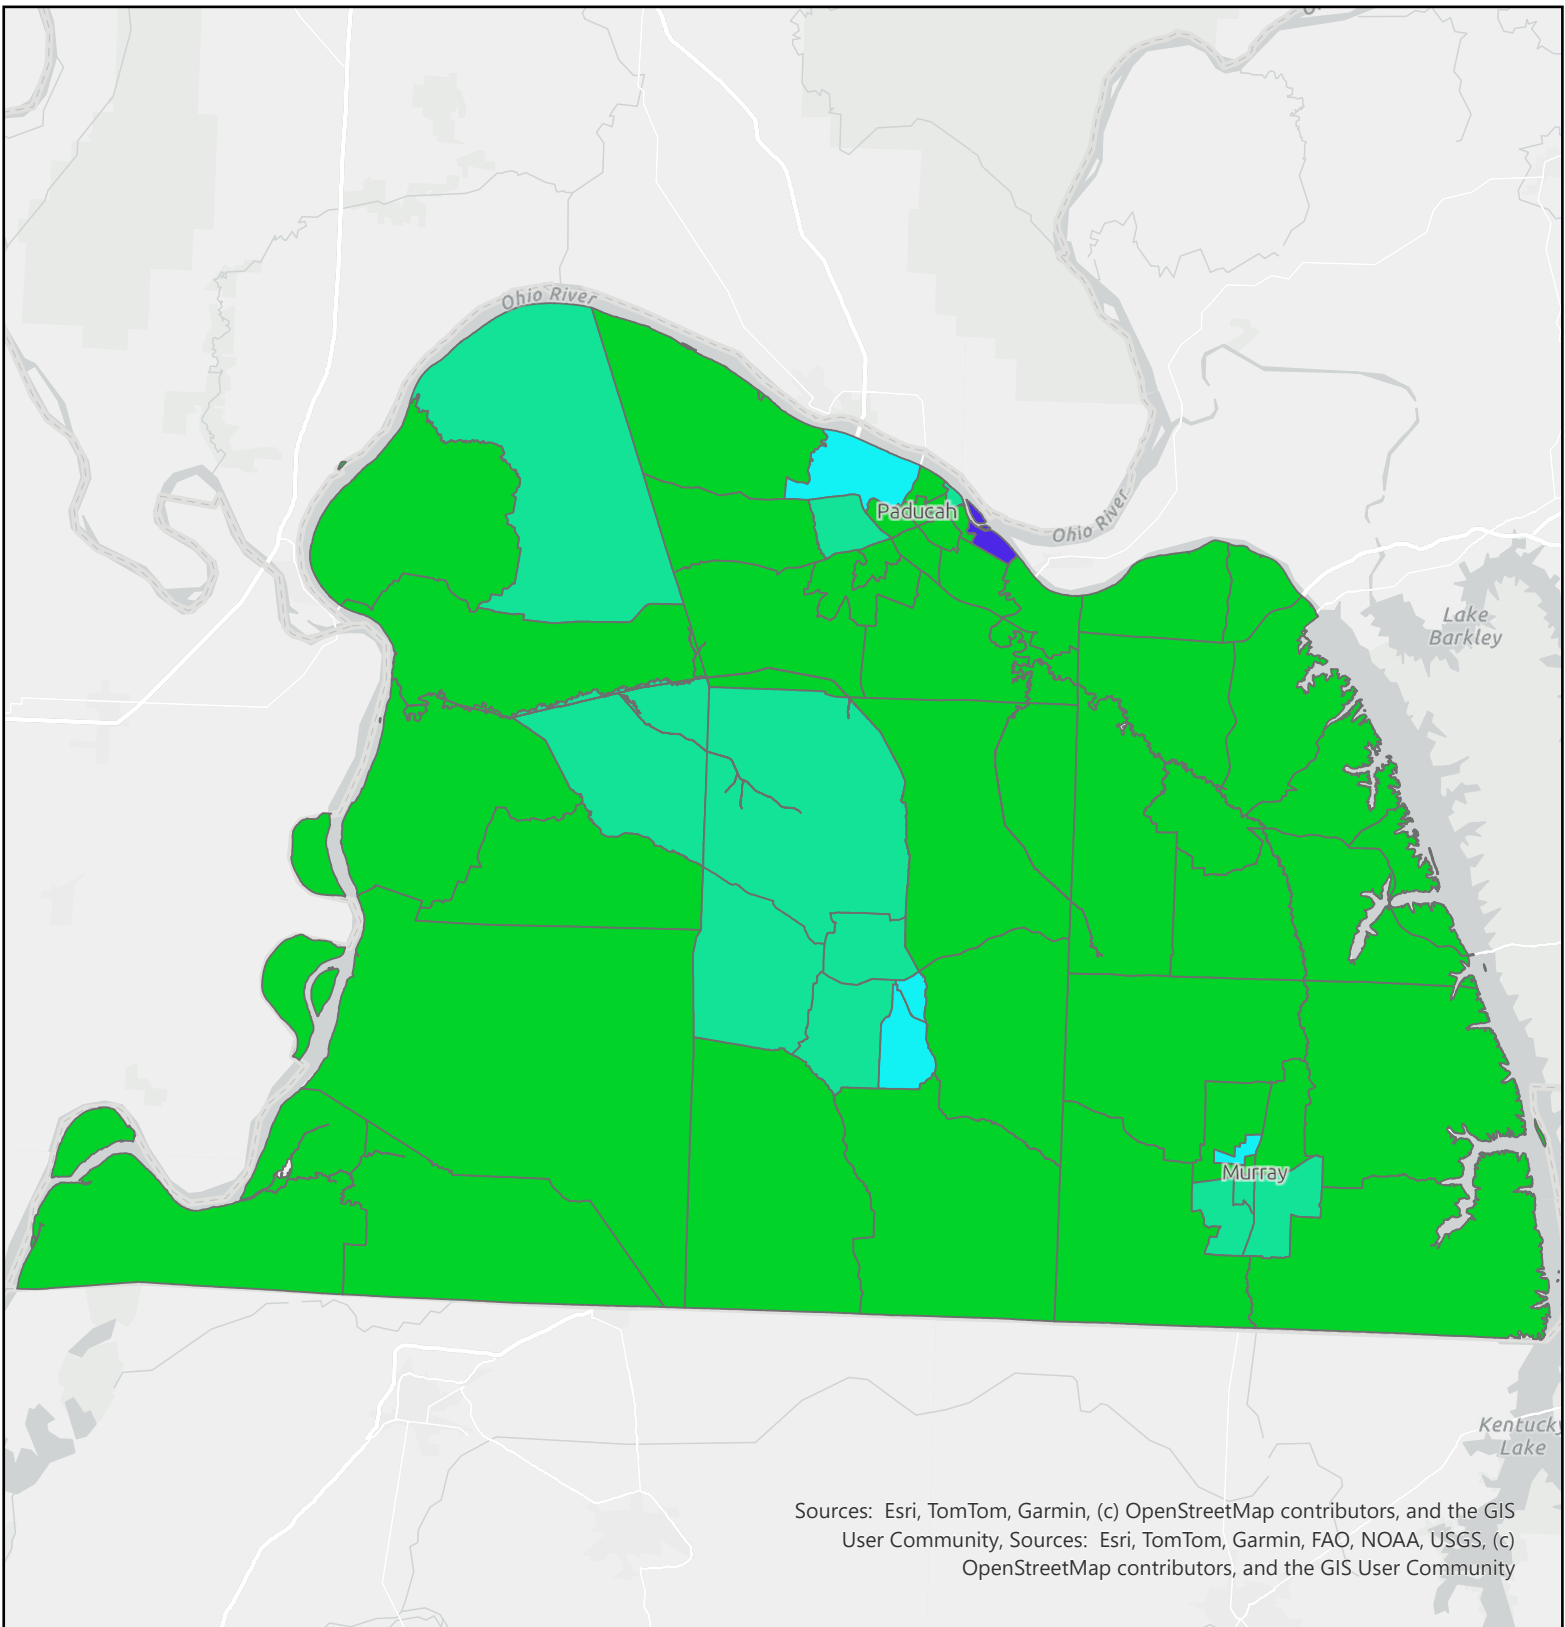 Ohio River
Paducah
Ohio River
Lake
Barkley
Murray
Kentucky
Lake
Sources: Esri, TomTom, Garmin, (c) OpenStreetMap contributors, and the GIS
User Community, Sources: Esri, TomTom, Garmin, FAO, NOAA, USGS, (c)
OpenStreetMap contributors, and the GIS User Community